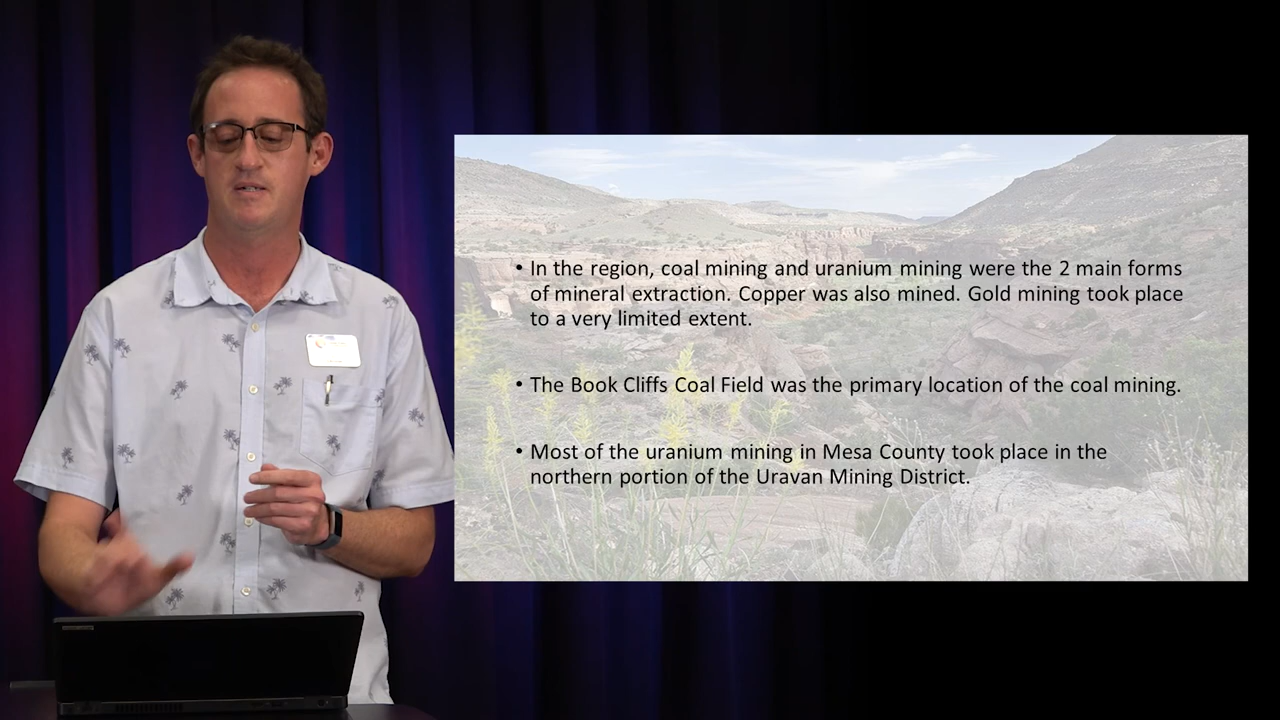 • In the region, coal mining and uranium mining were the 2 main forms
of mineral extraction. Copper was also mined. Gold mining took place
to a very limited extent.
• The Book Cliffs Coal Field was the primary location of the coal mining.
• Most of the uranium mining in Mesa County took place in the
northern portion of the Uravan Mining District.